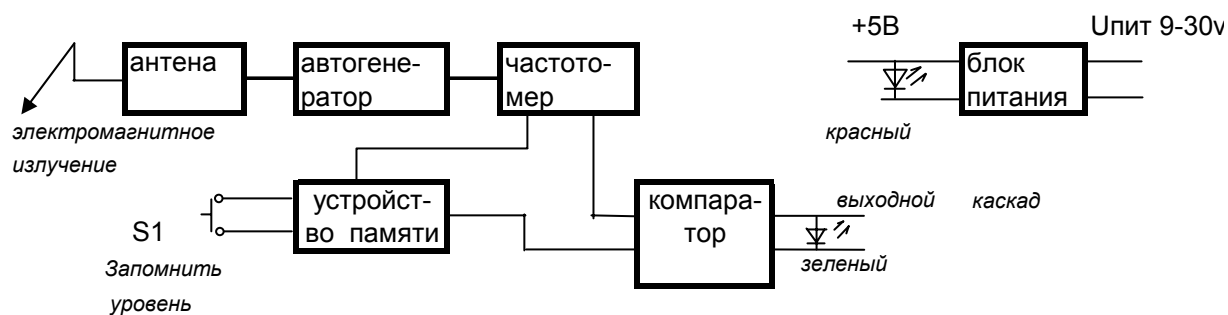 +5В
Uпит 9-30v
антена
автогене-
ратор
частото-
мер
блок
питания
электромагнитное
излучение
красный
устройст-
во памяти
компара-
тор
выходной каскад
S1
зеленый
Запомнить
уровень